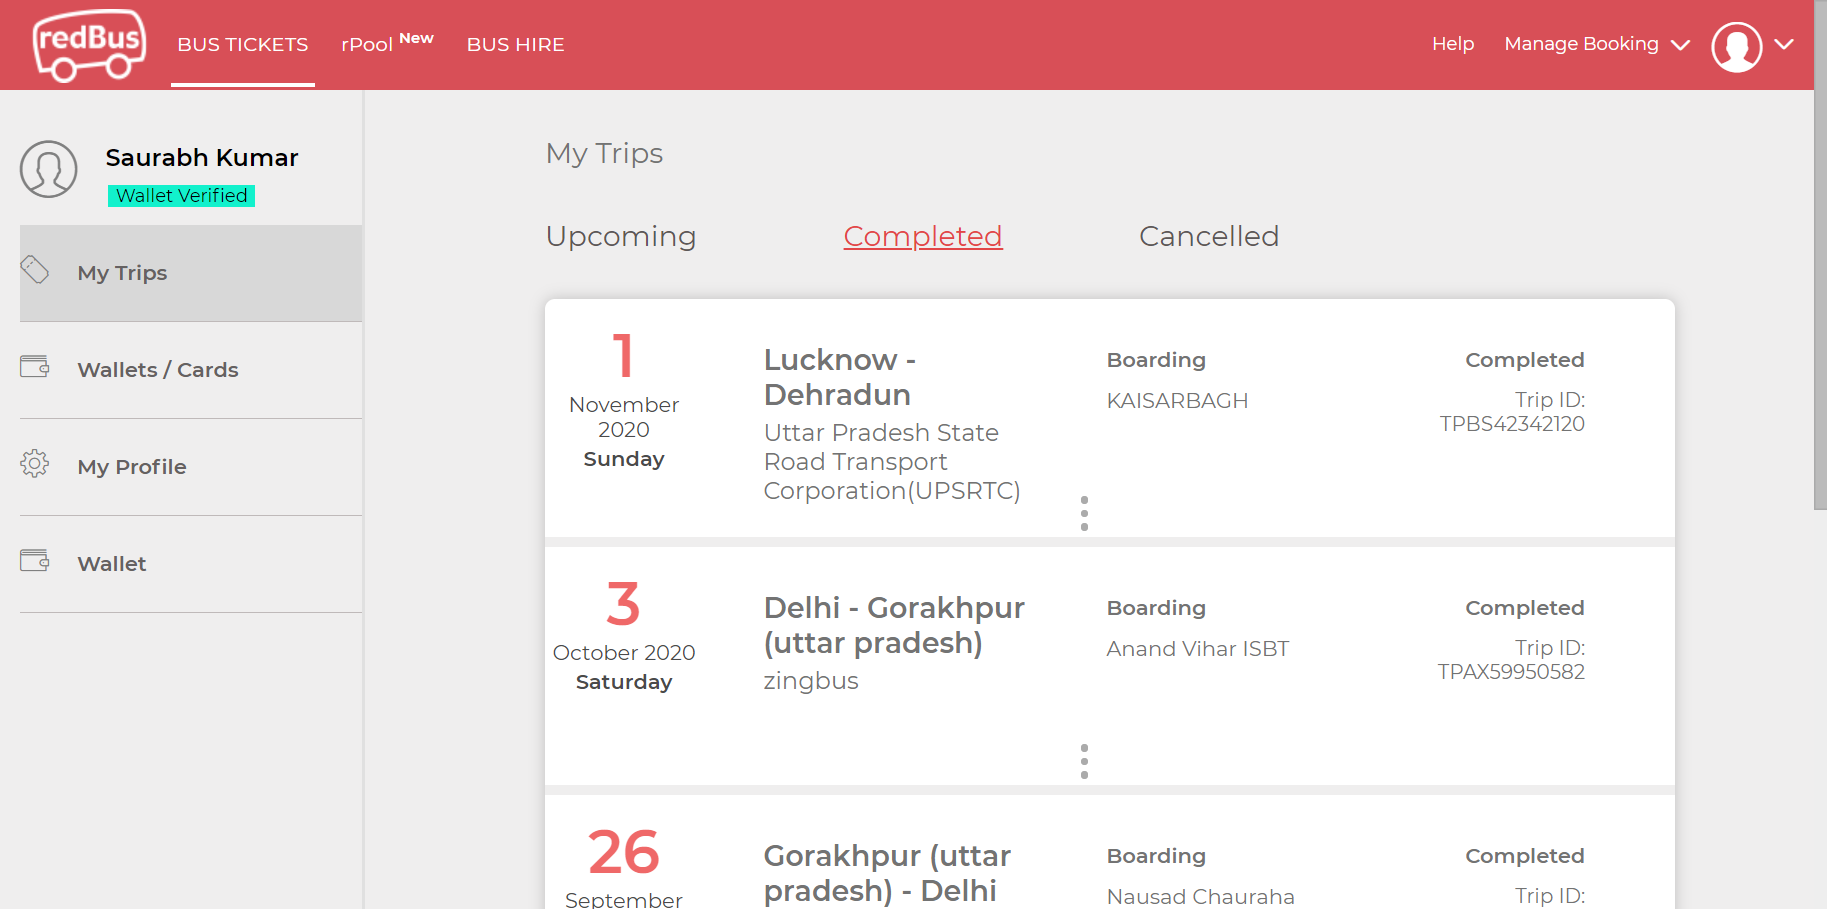 redBus
BUS TICKETS
rPool New
BUS HIRE
Help
Manage Booking
Saurabh Kumar
Wallet Verified
My Trips
Wallets / Cards
My Profile
Wallet
My Trips
Upcoming
Completed
Cancelled
1
November
2020
Sunday
Lucknow -
Dehradun
Uttar Pradesh State
Road Transport
Corporation(UPSRTC)
Boarding
KAISARBAGH
Completed
Trip ID:
TPBS42342120
3
October 2020
Saturday
Delhi - Gorakhpur
(uttar pradesh)
zingbus
Boarding
Anand Vihar ISBT
Completed
Trip ID:
TPAX59950582
26
September
Gorakhpur (uttar
pradesh) - Delhi
Boarding
Nausad Chauraha
Completed
Trip ID: